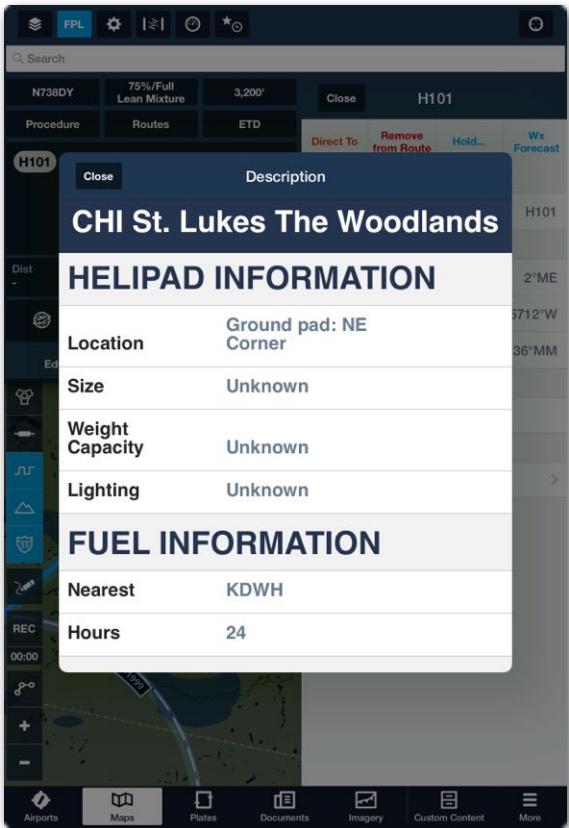 FPL
Search
N738DY
75%/Full
Lean Mixture
3,200'
Procedure
Routes
ETD
Close
H101
Direct To
Remove
from Route
Hold...
Wx
Forecast
H101
H101
Dist
-
2°ME
5712°W
36°MM
Ed
Close
Description
CHI St. Lukes The Woodlands
HELIPAD INFORMATION
Location
Ground pad: NE
Corner
Size
Unknown
Weight
Capacity
Unknown
Lighting
Unknown
FUEL INFORMATION
Nearest
KDWH
Hours
24
REC
00:00
1999
Airports
Maps
Plates
Documents
Imagery
Custom Content
More